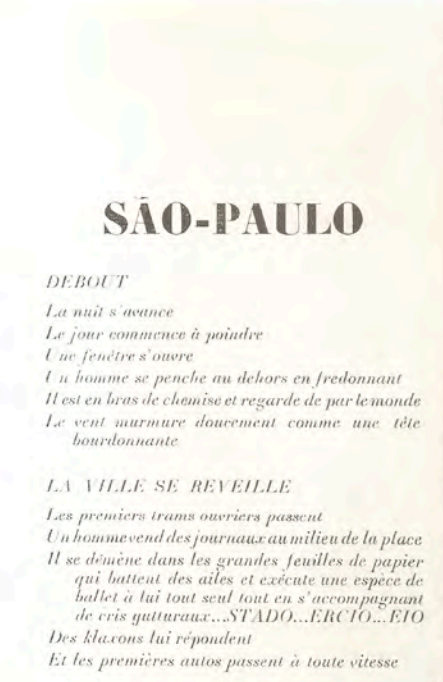 SÃO-PAULO
DEBOUT
La nuit s'avance
Le jour commence à poindre
Une fenêtre s'ouvre
Un homme se penche au dehors en fredonnant
Il est en bras de chemise et regarde de par le monde
Le vent murmure doucement comme une tête
bourdonnante
LA VILLE SE RÉVEILLE
Les premiers trams ouvriers passent
Un homme vend des journaux au milieu de la place
Il se démène dans les grandes feuilles de papier
qui battent des ailes et exécute une espèce de
ballet à lui tout seul tout en s'accompagnant
de cris gutturaux...STADO...ERCIO...EIO
Des klaxons lui répondent
Et les premières autos passent à toute vitesse